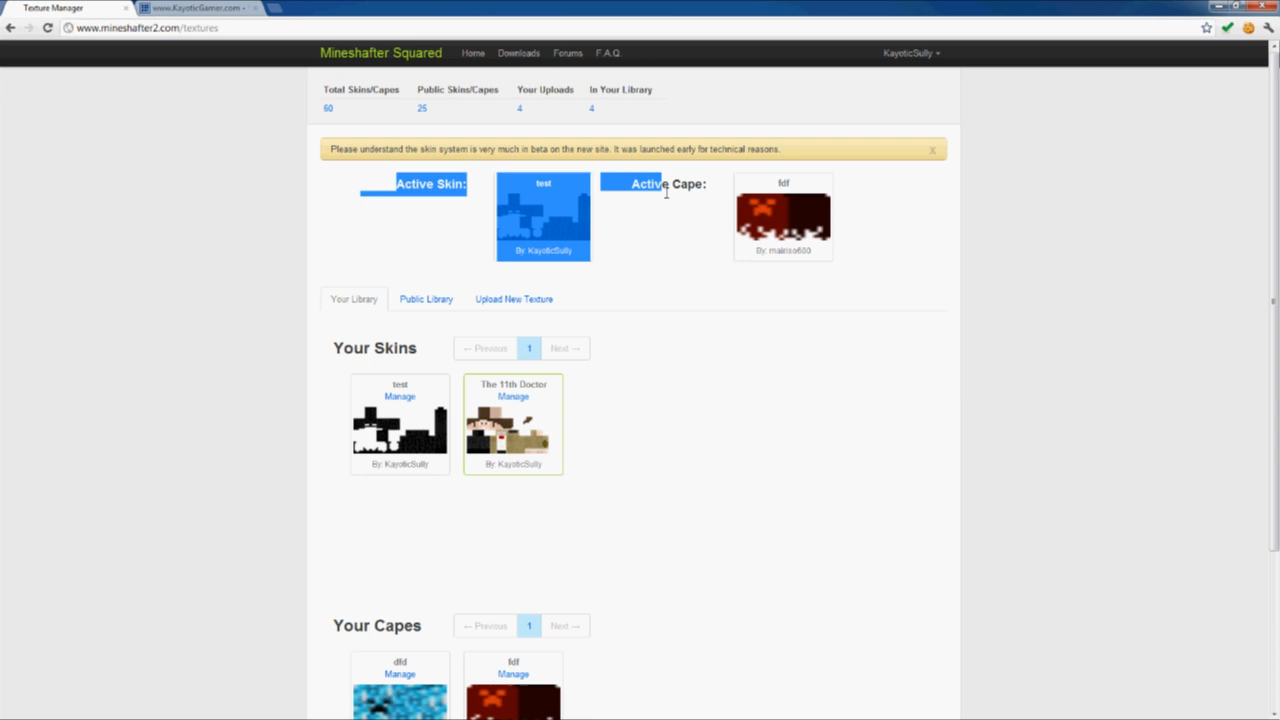 Texture Manager
www.KayoticGamer.com -
www.mineshafter2.com/textures
Mineshafter Squared Home Downloads Forums F.A.Q. KayoticSully
Total Skins/Capes Public Skins/Capes Your Uploads In Your Library
60 25 4 4
Please understand the skin system is very much in beta on the new site. It was launched early for technical reasons. x
Active Skin: test Active Cape: fdf
By: KayoticSully By: mairiso680
Your Library Public Library Upload New Texture
Your Skins ← Previous 1 Next →
test The 11th Doctor
Manage Manage
By: KayoticSully By: KayoticSully
Your Capes ← Previous 1 Next →
dfd fdf
Manage Manage